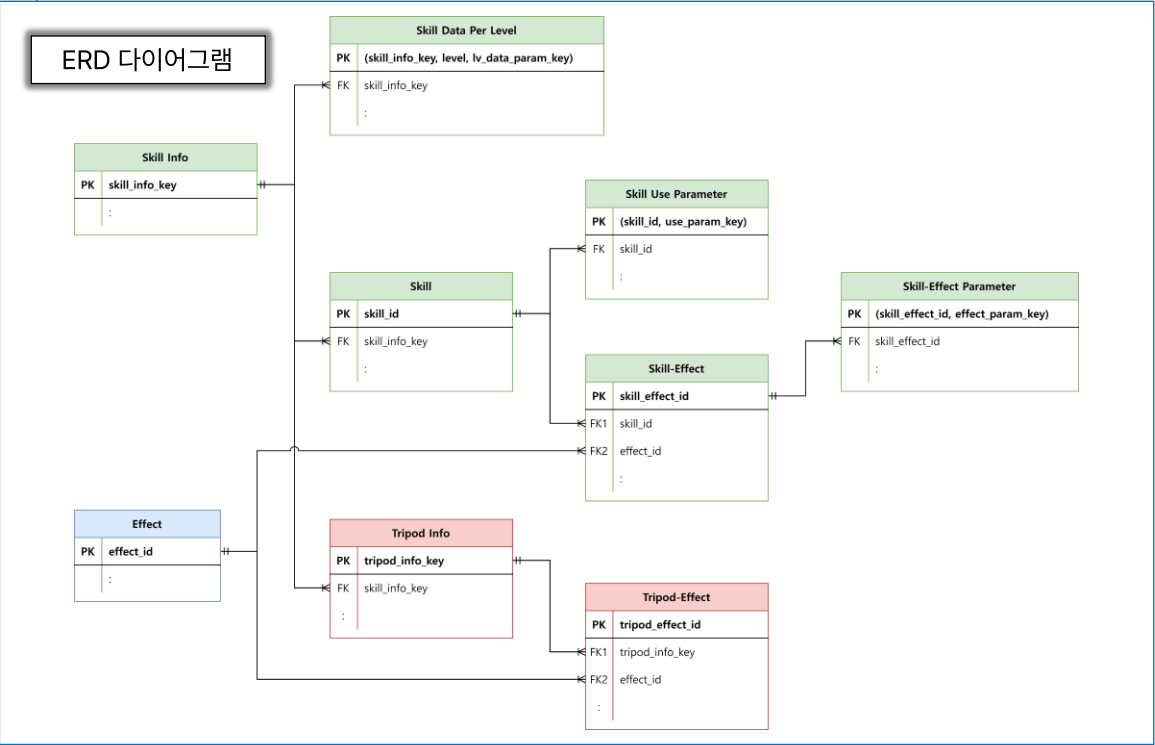 ERD 다이어그램
Skill Data Per Level
PK (skill_info_key, level, lv_data_param_key)
FK skill_info_key
:
Skill Info
PK skill_info_key
:
Skill Use Parameter
PK (skill_id, use_param_key)
FK skill_id
:
Skill
PK skill_id
FK skill_info_key
:
Skill-Effect Parameter
PK (skill_effect_id, effect_param_key)
FK skill_effect_id
:
Skill-Effect
PK skill_effect_id
FK1 skill_id
FK2 effect_id
:
Effect
PK effect_id
:
Tripod Info
PK tripod_info_key
FK skill_info_key
:
Tripod-Effect
PK tripod_effect_id
FK1 tripod_info_key
FK2 effect_id
: